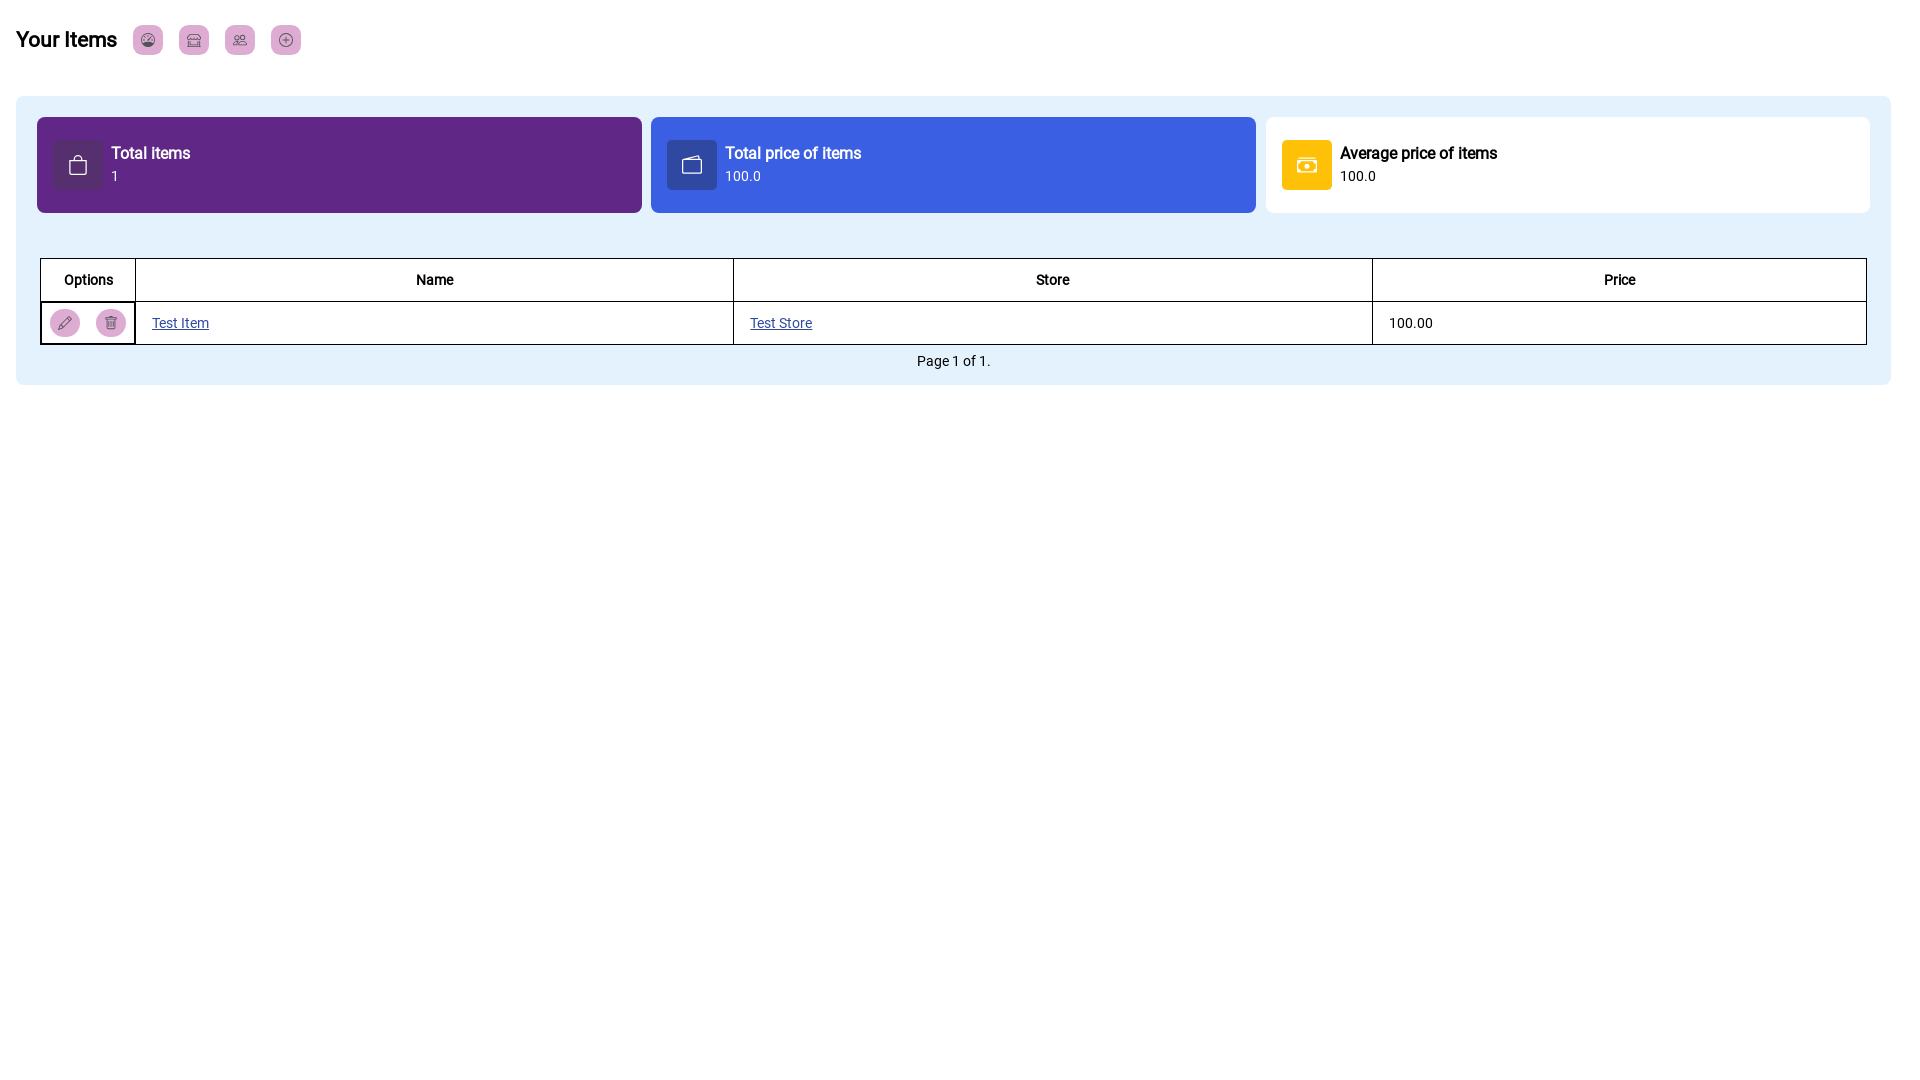 Your Items
Total items
1
Total price of items
100.0
Average price of items
100.0
Options Name Store Price
Test Item Test Store 100.00
Page 1 of 1.